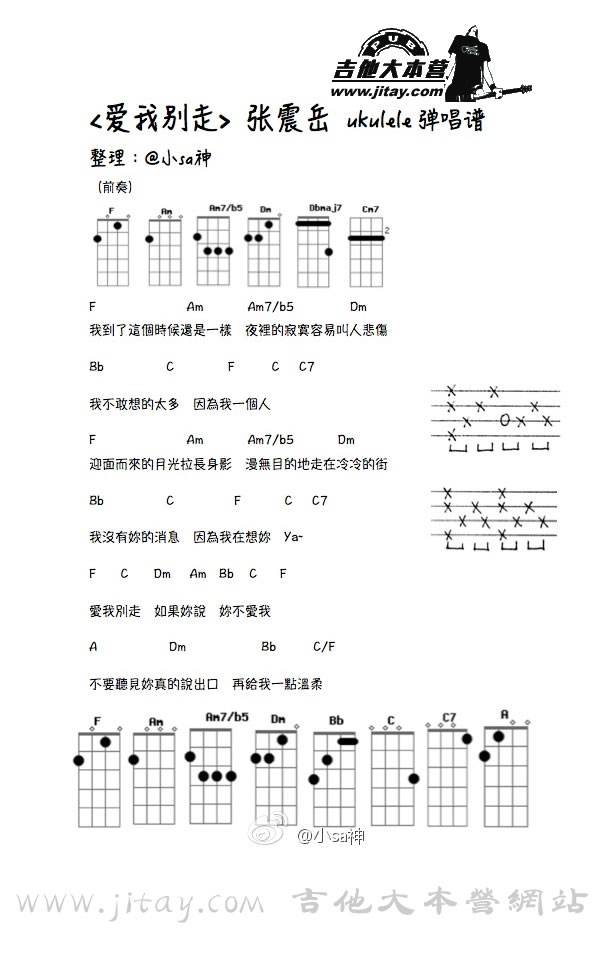 PUB
吉他大本营
www.jitay.com
<爱我别走> 张震岳 ukulele 弹唱谱
整理：@小sa神
(前奏)
F Am Am7/b5 Dm Dbmaj7 Cm7
2
F Am Am7/b5 Dm
我到了這個時候還是一樣 夜裡的寂寞容易叫人悲傷
Bb C F C C7
我不敢想的太多 因為我一個人
F Am Am7/b5 Dm
迎面而來的月光拉長身影 漫無目的地走在冷冷的街
Bb C F C C7
我沒有妳的消息 因為我在想妳 Ya~
F C Dm Am Bb C F
愛我別走 如果妳說 妳不愛我
A Dm Bb C/F
不要聽見妳真的說出口 再給我一點溫柔
F Am Am7/b5 Dm Bb C C7 A
@小sa神
www.jitay.com 吉他大本營網站